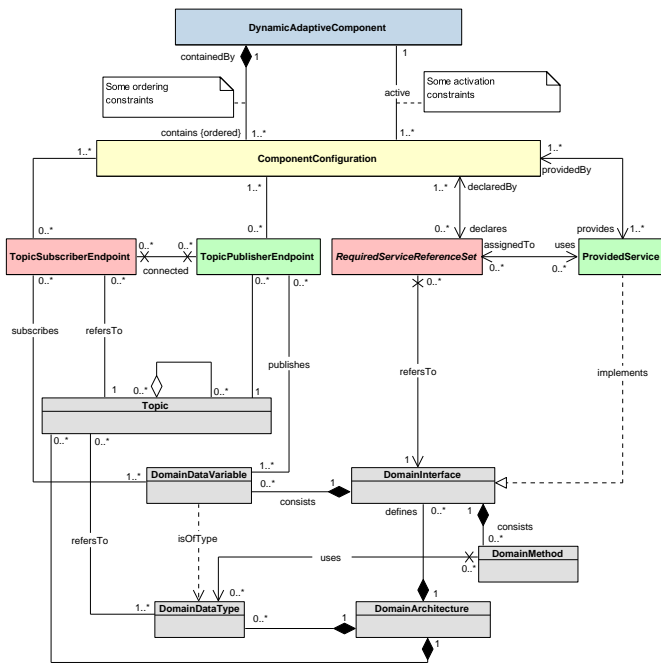 DynamicAdaptiveComponent
containedBy
1
1
Some ordering
constraints
Some activation
constraints
active
contains {ordered}
1..*
1..*
ComponentConfiguration
1..*
1..*
1..*
declaredBy
1..*
providedBy
0..*
0..*
0..*
declares
provides
1..*
TopicSubscriberEndpoint
0..*
0..*
connected
TopicPublisherEndpoint
RequiredServiceReferenceSet
assignedTo
0..*
uses
0..*
ProvidedService
0..*
0..*
0..*
0..*
0..*
subscribes
refersTo
publishes
refersTo
implements
1
0..*
0..*
1
Topic
0..*
0..*
1..*
1
1..*
DomainDataVariable
0..*
consists
1
DomainInterface
isOfType
defines
0..*
1
consists
0..*
refersTo
uses
0..*
DomainMethod
0..*
1..*
DomainDataType
0..*
1
1
DomainArchitecture
1